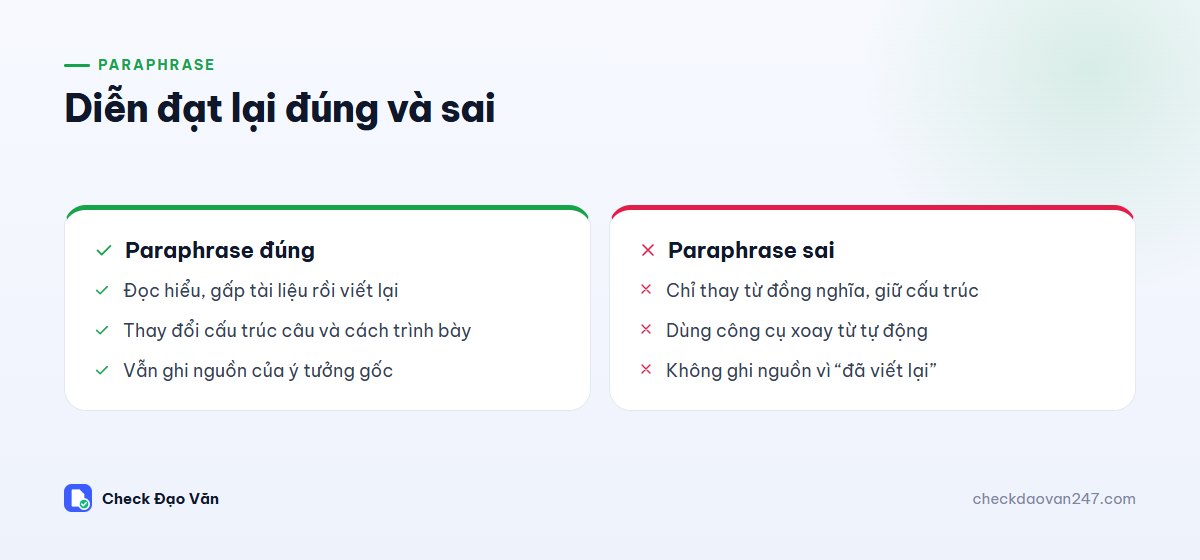 PARAPHRASE
Diễn đạt lại đúng và sai
Paraphrase đúng
Đọc hiểu, gấp tài liệu rồi viết lại
Thay đổi cấu trúc câu và cách trình bày
Vẫn ghi nguồn của ý tưởng gốc
Paraphrase sai
Chỉ thay từ đồng nghĩa, giữ cấu trúc
Dùng công cụ xoay từ tự động
Không ghi nguồn vì “đã viết lại”
Check Đạo Văn
checkdaovan247.com